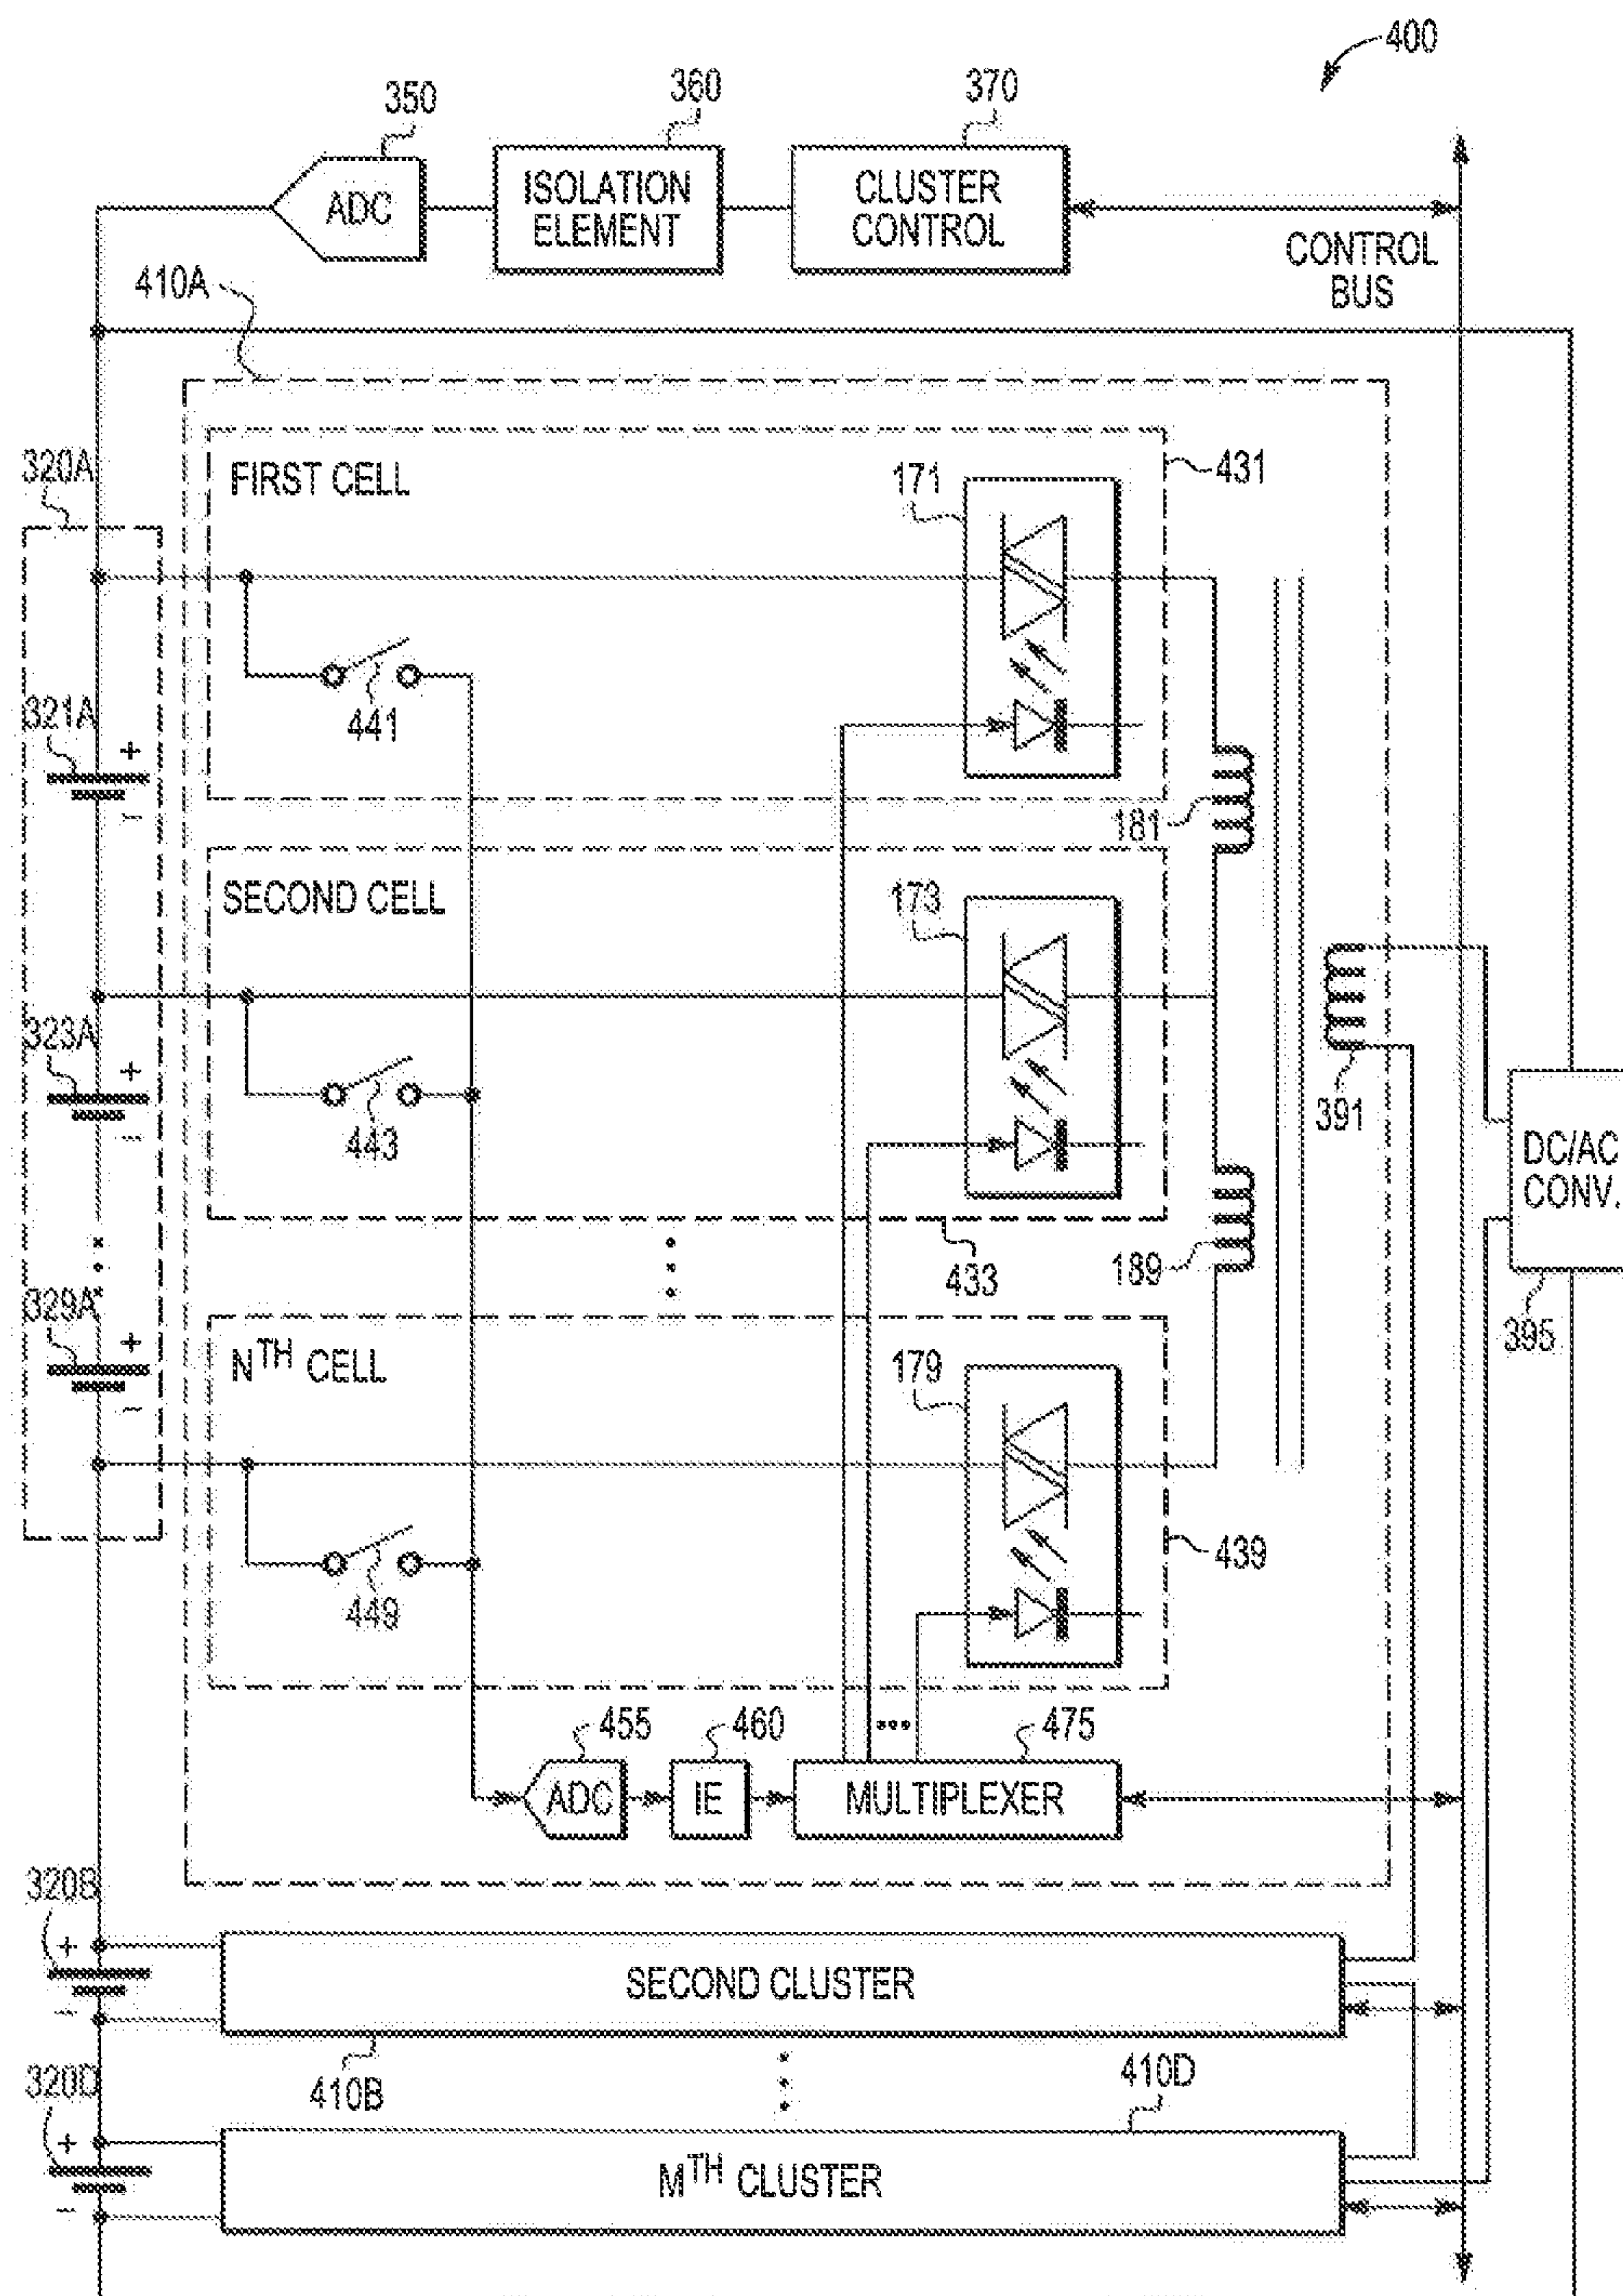 400
350
360
370
ADC
ISOLATION
ELEMENT
CLUSTER
CONTROL
CONTROL
BUS
410A
320A
FIRST CELL
171
431
321A
+
441
−
181
SECOND CELL
173
323A
+
−
443
391
DC/AC
CONV.
433
189
329A
+
395
NTH CELL
179
−
449
439
455
460
475
ADC
IE
MULTIPLEXER
320B
+
SECOND CLUSTER
−
410B
410D
320D
+
MTH CLUSTER
−